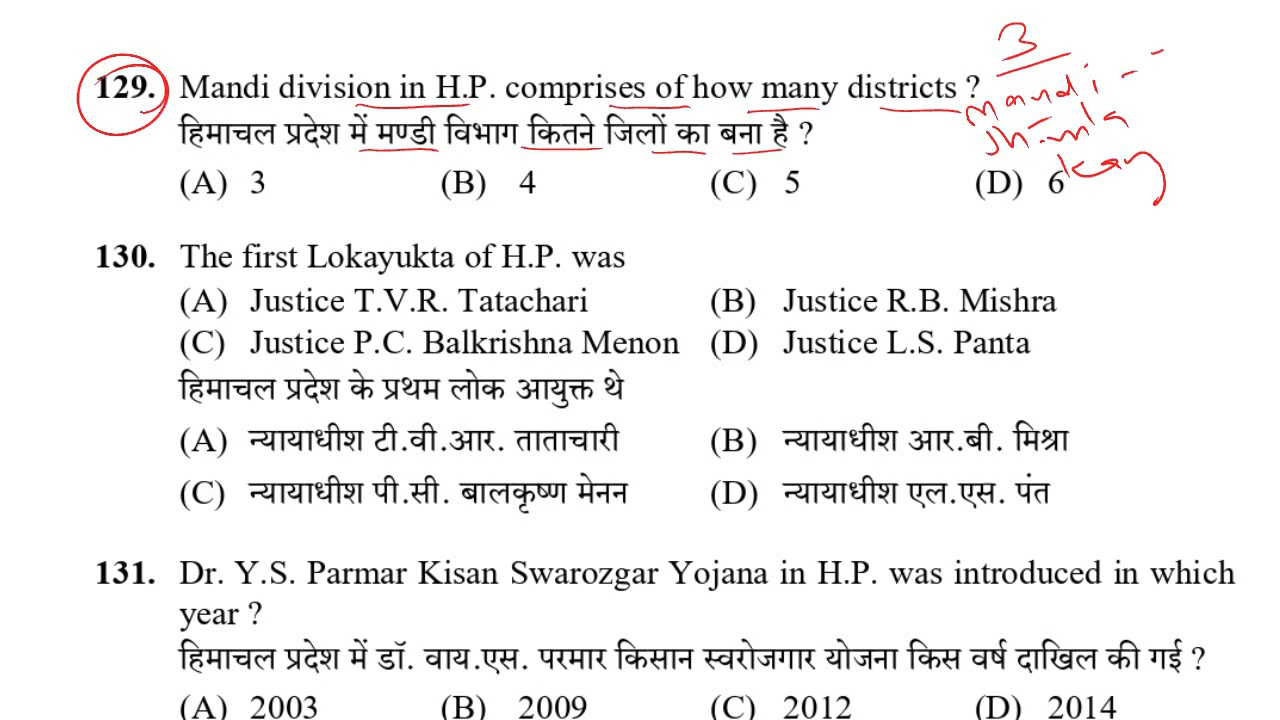 3
129. Mandi division in H.P. comprises of how many districts ?
Mandi
हिमाचल प्रदेश में मण्डी विभाग कितने जिलों का बना है ?
(A) 3 (B) 4 (C) 5 (D) 6
130. The first Lokayukta of H.P. was
(A) Justice T.V.R. Tatachari (B) Justice R.B. Mishra
(C) Justice P.C. Balkrishna Menon (D) Justice L.S. Panta
हिमाचल प्रदेश के प्रथम लोक आयुक्त थे
(A) न्यायाधीश टी.वी.आर. ताताचारी (B) न्यायाधीश आर.बी. मिश्रा
(C) न्यायाधीश पी.सी. बालकृष्ण मेनन (D) न्यायाधीश एल.एस. पंत
131. Dr. Y.S. Parmar Kisan Swarozgar Yojana in H.P. was introduced in which
year ?
हिमाचल प्रदेश में डॉ. वाय.एस. परमार किसान स्वरोजगार योजना किस वर्ष दाखिल की गई ?
(A) 2003 (B) 2009 (C) 2012 (D) 2014